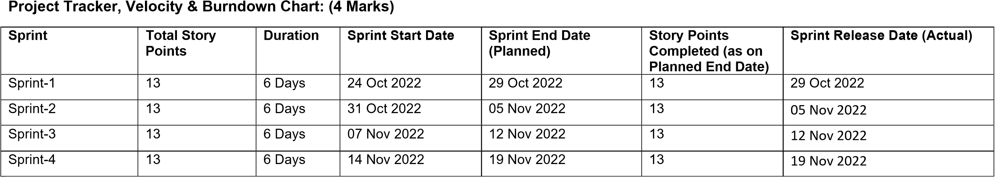 Project Tracker, Velocity & Burndown Chart: (4 Marks)
Sprint Total Story Points Duration Sprint Start Date Sprint End Date (Planned) Story Points Completed (as on Planned End Date) Sprint Release Date (Actual)
Sprint-1 13 6 Days 24 Oct 2022 29 Oct 2022 13 29 Oct 2022
Sprint-2 13 6 Days 31 Oct 2022 05 Nov 2022 13 05 Nov 2022
Sprint-3 13 6 Days 07 Nov 2022 12 Nov 2022 13 12 Nov 2022
Sprint-4 13 6 Days 14 Nov 2022 19 Nov 2022 13 19 Nov 2022